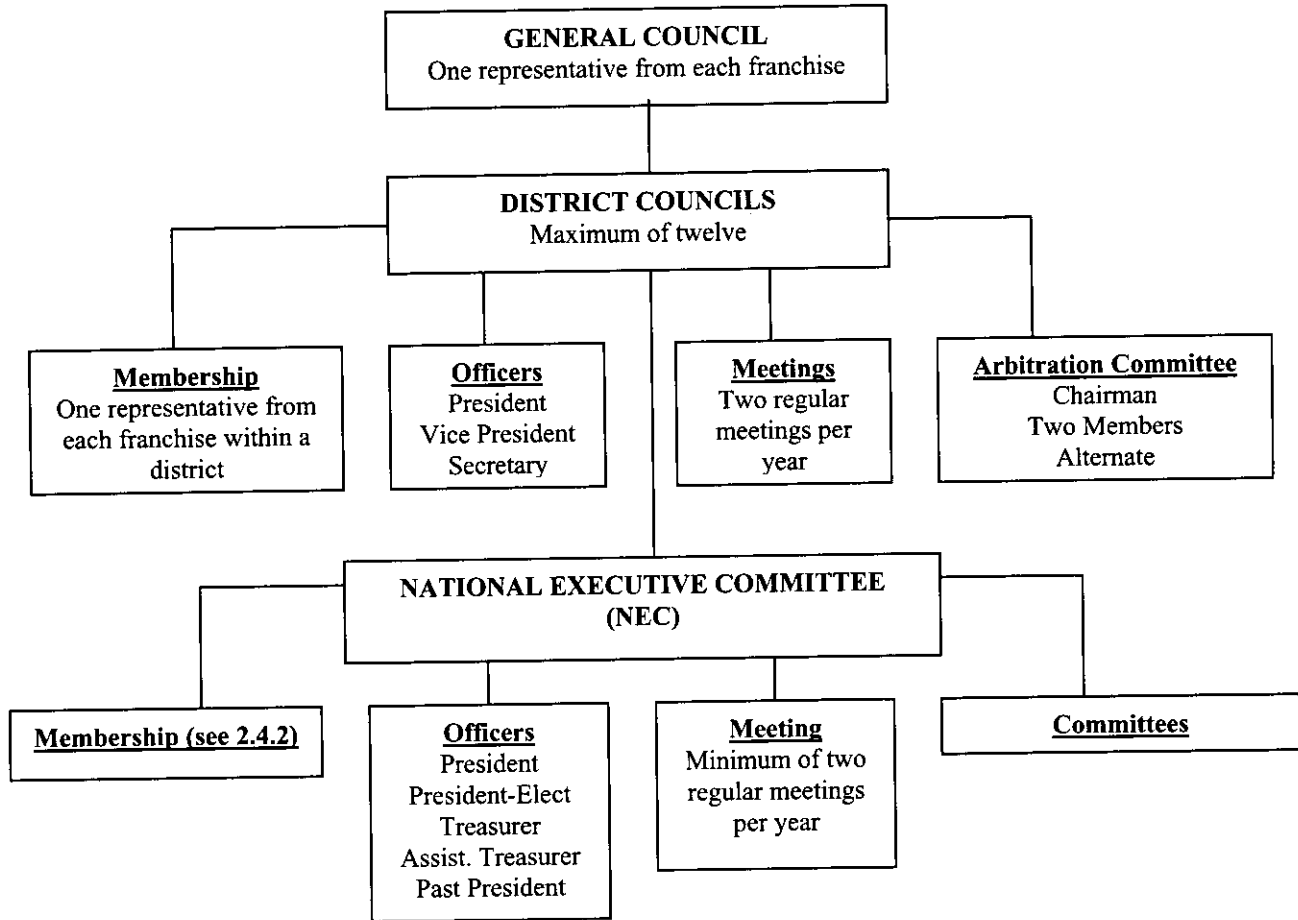 GENERAL COUNCIL
One representative from each franchise
DISTRICT COUNCILS
Maximum of twelve
Membership
One representative from
each franchise within a
district
Officers
President
Vice President
Secretary
Meetings
Two regular
meetings per
year
Arbitration Committee
Chairman
Two Members
Alternate
NATIONAL EXECUTIVE COMMITTEE
(NEC)
Membership (see 2.4.2)
Officers
President
President-Elect
Treasurer
Assist. Treasurer
Past President
Meeting
Minimum of two
regular meetings
per year
Committees